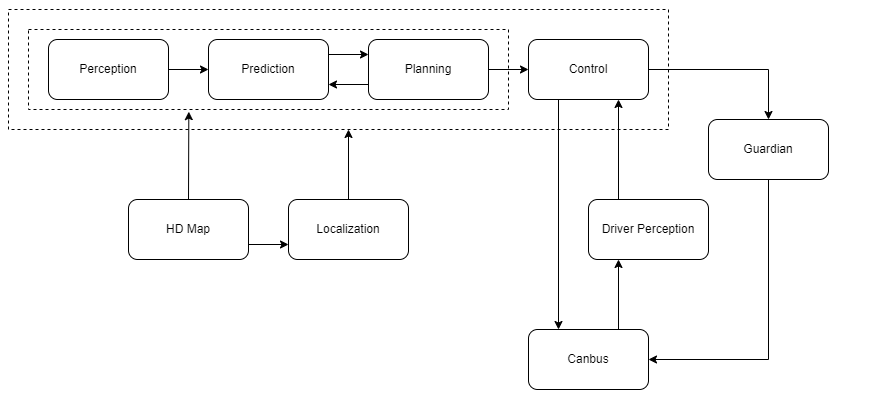 Perception
Prediction
Planning
Control
Guardian
HD Map
Localization
Driver Perception
Canbus